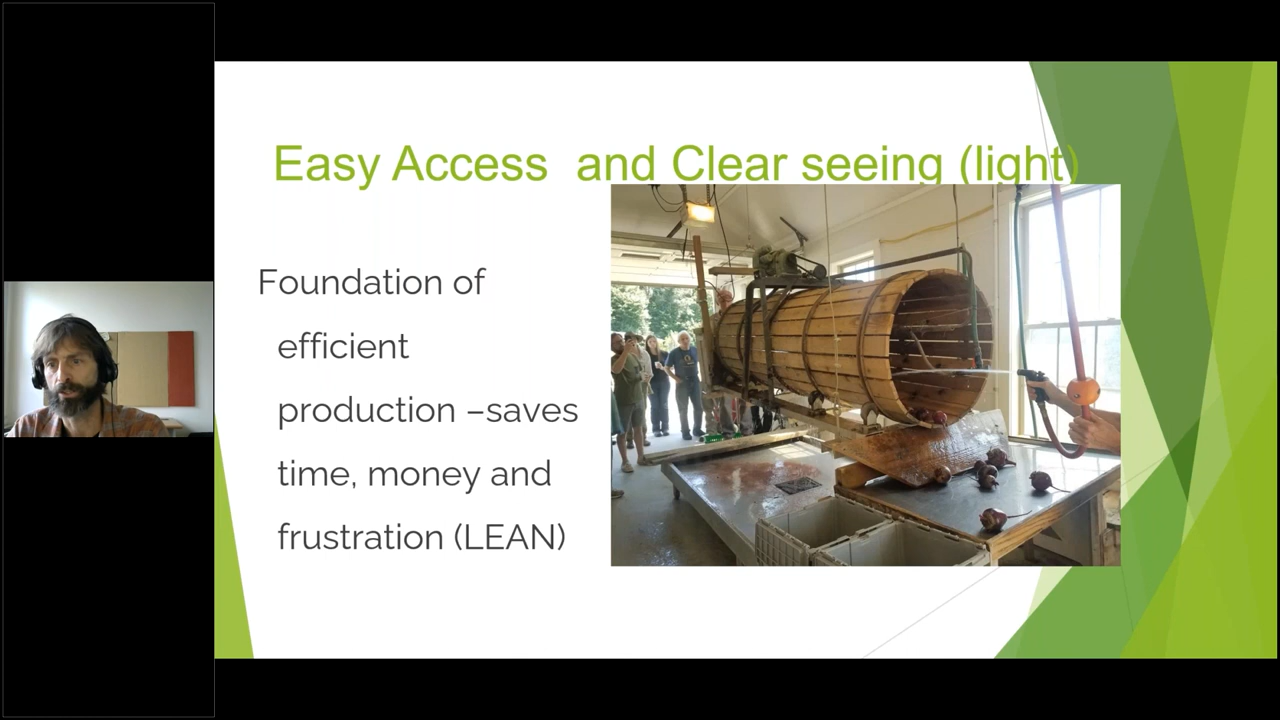 Easy Access  and Clear seeing (light)
Foundation of
efficient
production –saves
time, money and
frustration (LEAN)